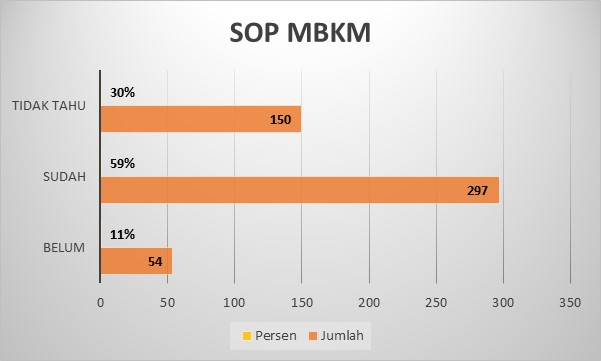 SOP MBKM
TIDAK TAHU
30%
150
SUDAH
59%
297
BELUM
11%
54
0 50 100 150 200 250 300 350
Persen Jumlah